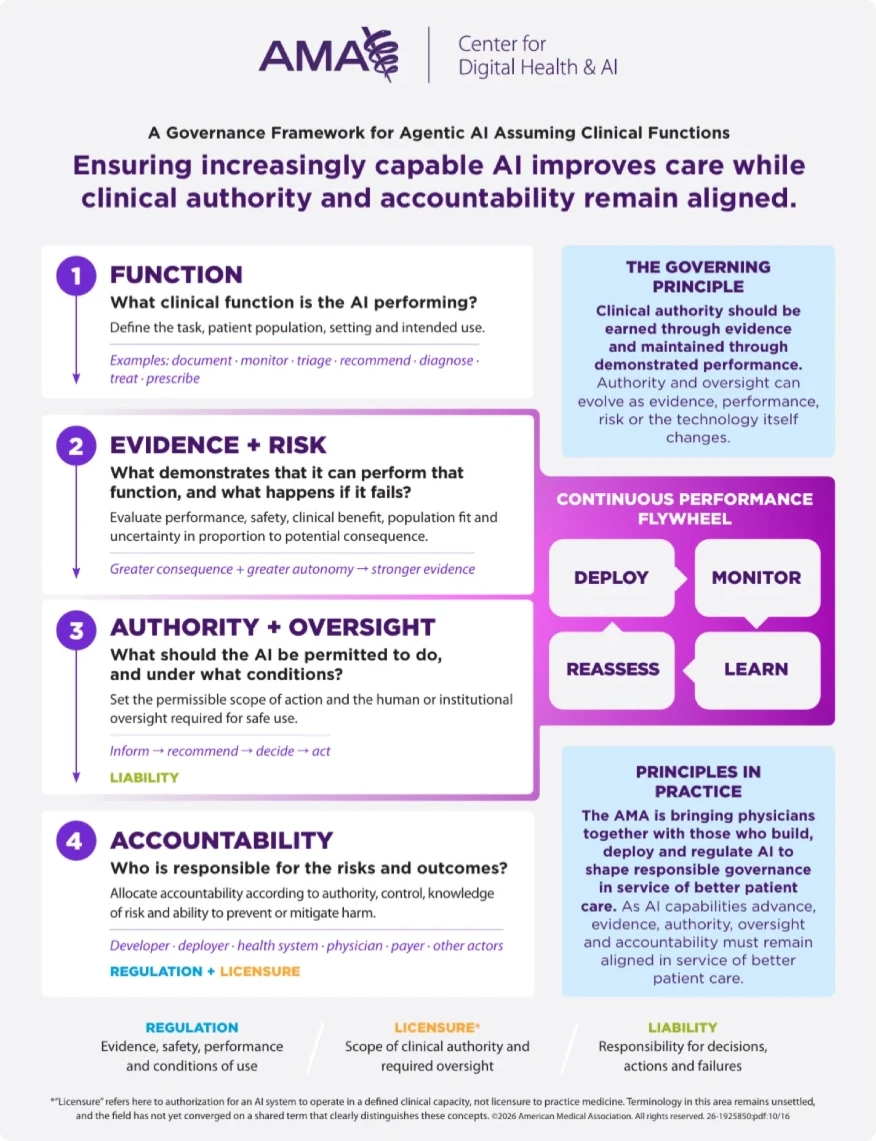 AMA
Center for
Digital Health & AI
A Governance Framework for Agentic AI Assuming Clinical Functions
Ensuring increasingly capable AI improves care while
clinical authority and accountability remain aligned.
1
FUNCTION
What clinical function is the AI performing?
Define the task, patient population, setting and intended use.
Examples: document · monitor · triage · recommend · diagnose ·
treat · prescribe
2
EVIDENCE + RISK
What demonstrates that it can perform that
function, and what happens if it fails?
Evaluate performance, safety, clinical benefit, population fit and
uncertainty in proportion to potential consequence.
Greater consequence + greater autonomy → stronger evidence
3
AUTHORITY + OVERSIGHT
What should the AI be permitted to do,
and under what conditions?
Set the permissible scope of action and the human or institutional
oversight required for safe use.
Inform → recommend → decide → act
LIABILITY
4
ACCOUNTABILITY
Who is responsible for the risks and outcomes?
Allocate accountability according to authority, control, knowledge
of risk and ability to prevent or mitigate harm.
Developer · deployer · health system · physician · payer · other actors
REGULATION + LICENSURE
THE GOVERNING
PRINCIPLE
Clinical authority should be
earned through evidence
and maintained through
demonstrated performance.
Authority and oversight can
evolve as evidence, performance,
risk or the technology itself
changes.
CONTINUOUS PERFORMANCE
FLYWHEEL
DEPLOY
MONITOR
REASSESS
LEARN
PRINCIPLES IN
PRACTICE
The AMA is bringing physicians
together with those who build,
deploy and regulate AI to
shape responsible governance
in service of better patient
care. As AI capabilities advance,
evidence, authority, oversight
and accountability must remain
aligned in service of better
patient care.
REGULATION
Evidence, safety, performance
and conditions of use
LICENSURE*
Scope of clinical authority and
required oversight
LIABILITY
Responsibility for decisions,
actions and failures
*"Licensure" refers here to authorization for an AI system to operate in a defined clinical capacity, not licensure to practice medicine. Terminology in this area remains unsettled,
and the field has not yet converged on a shared term that clearly distinguishes these concepts. ©2026 American Medical Association. All rights reserved. 26-1925850:pdf:10/16